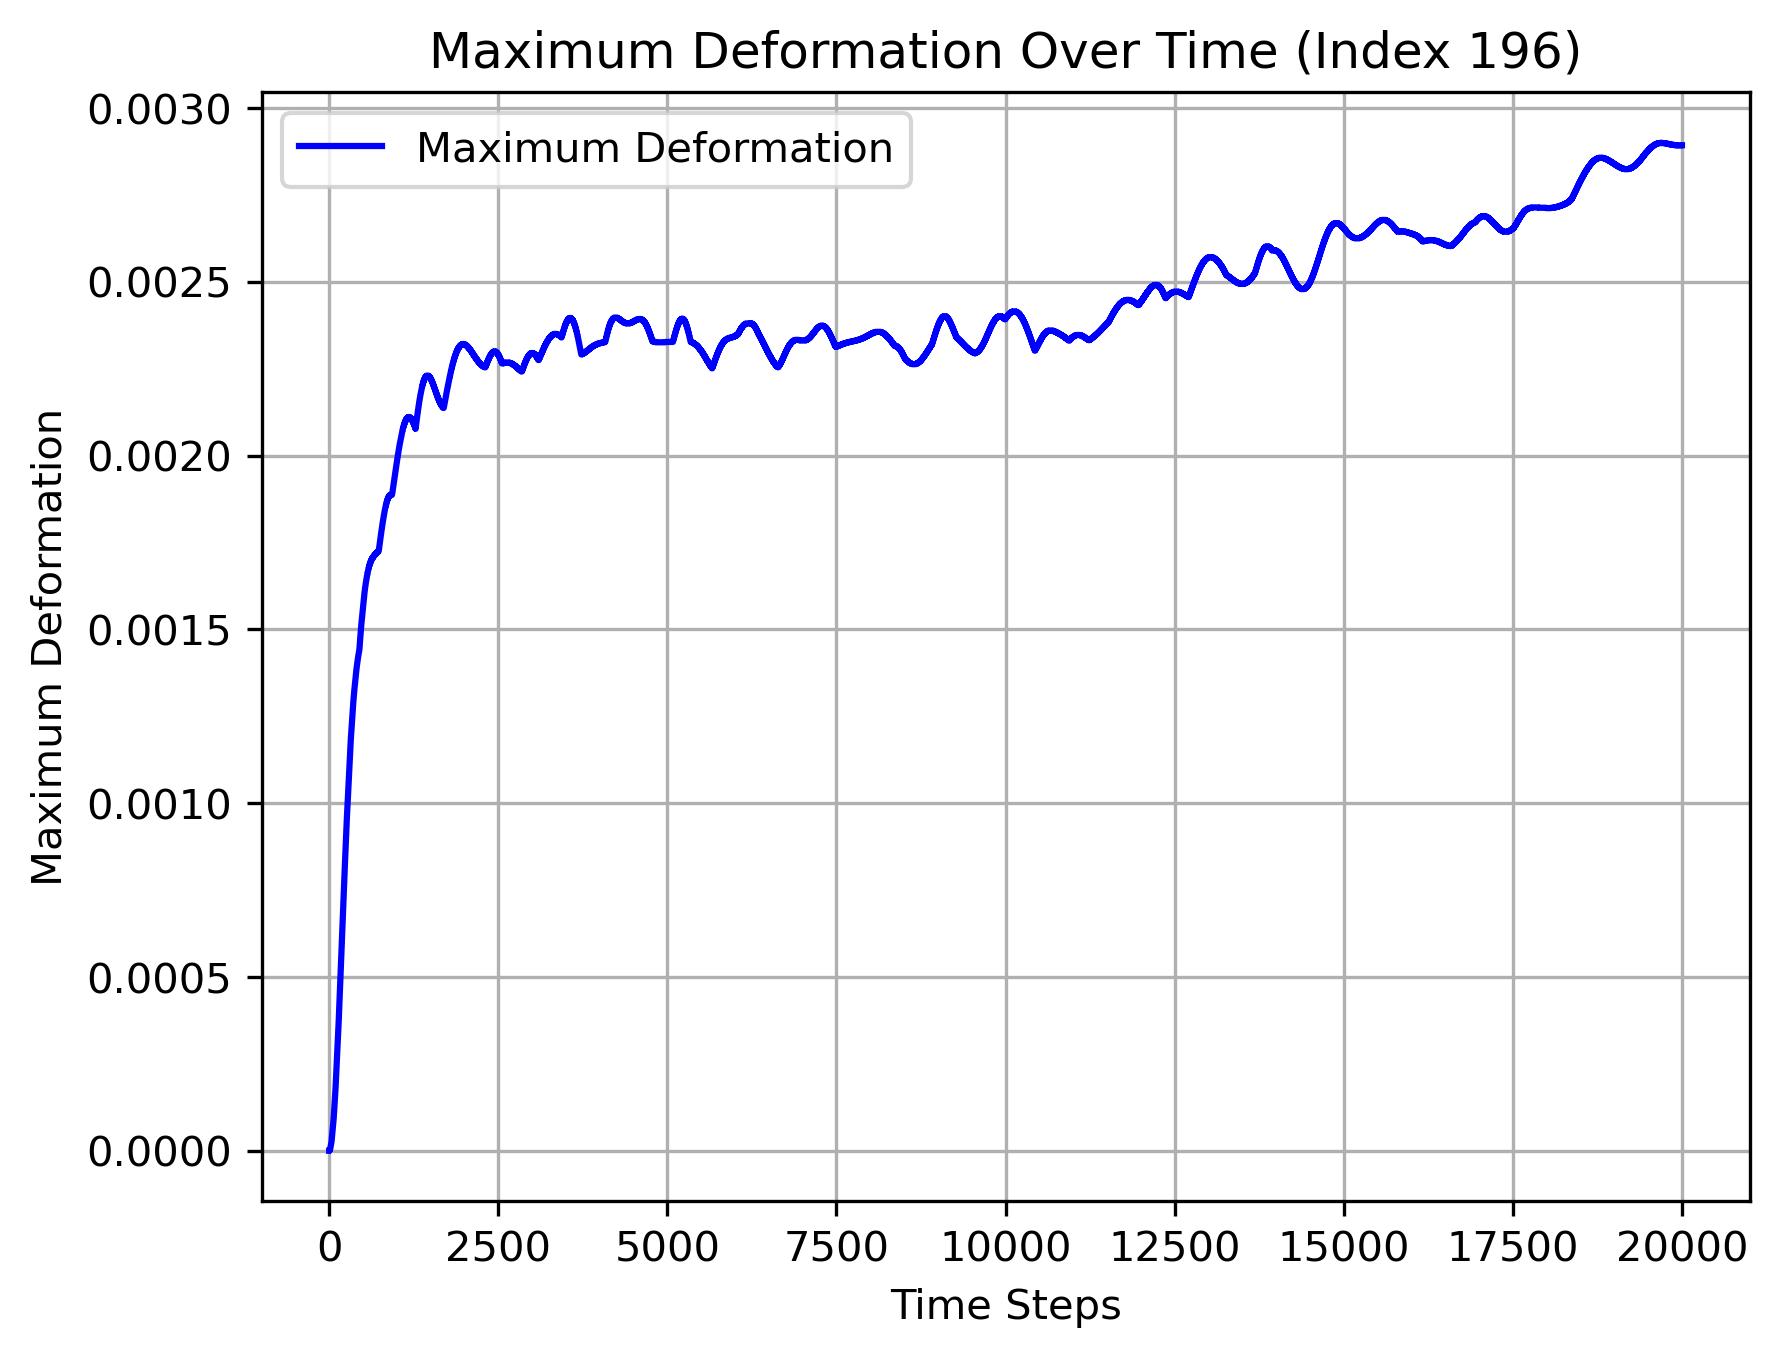 Maximum Deformation Over Time (Index 196)
Maximum Deformation
Maximum Deformation
0.0030
0.0025
0.0020
0.0015
0.0010
0.0005
0.0000
0 2500 5000 7500 10000 12500 15000 17500 20000
Time Steps